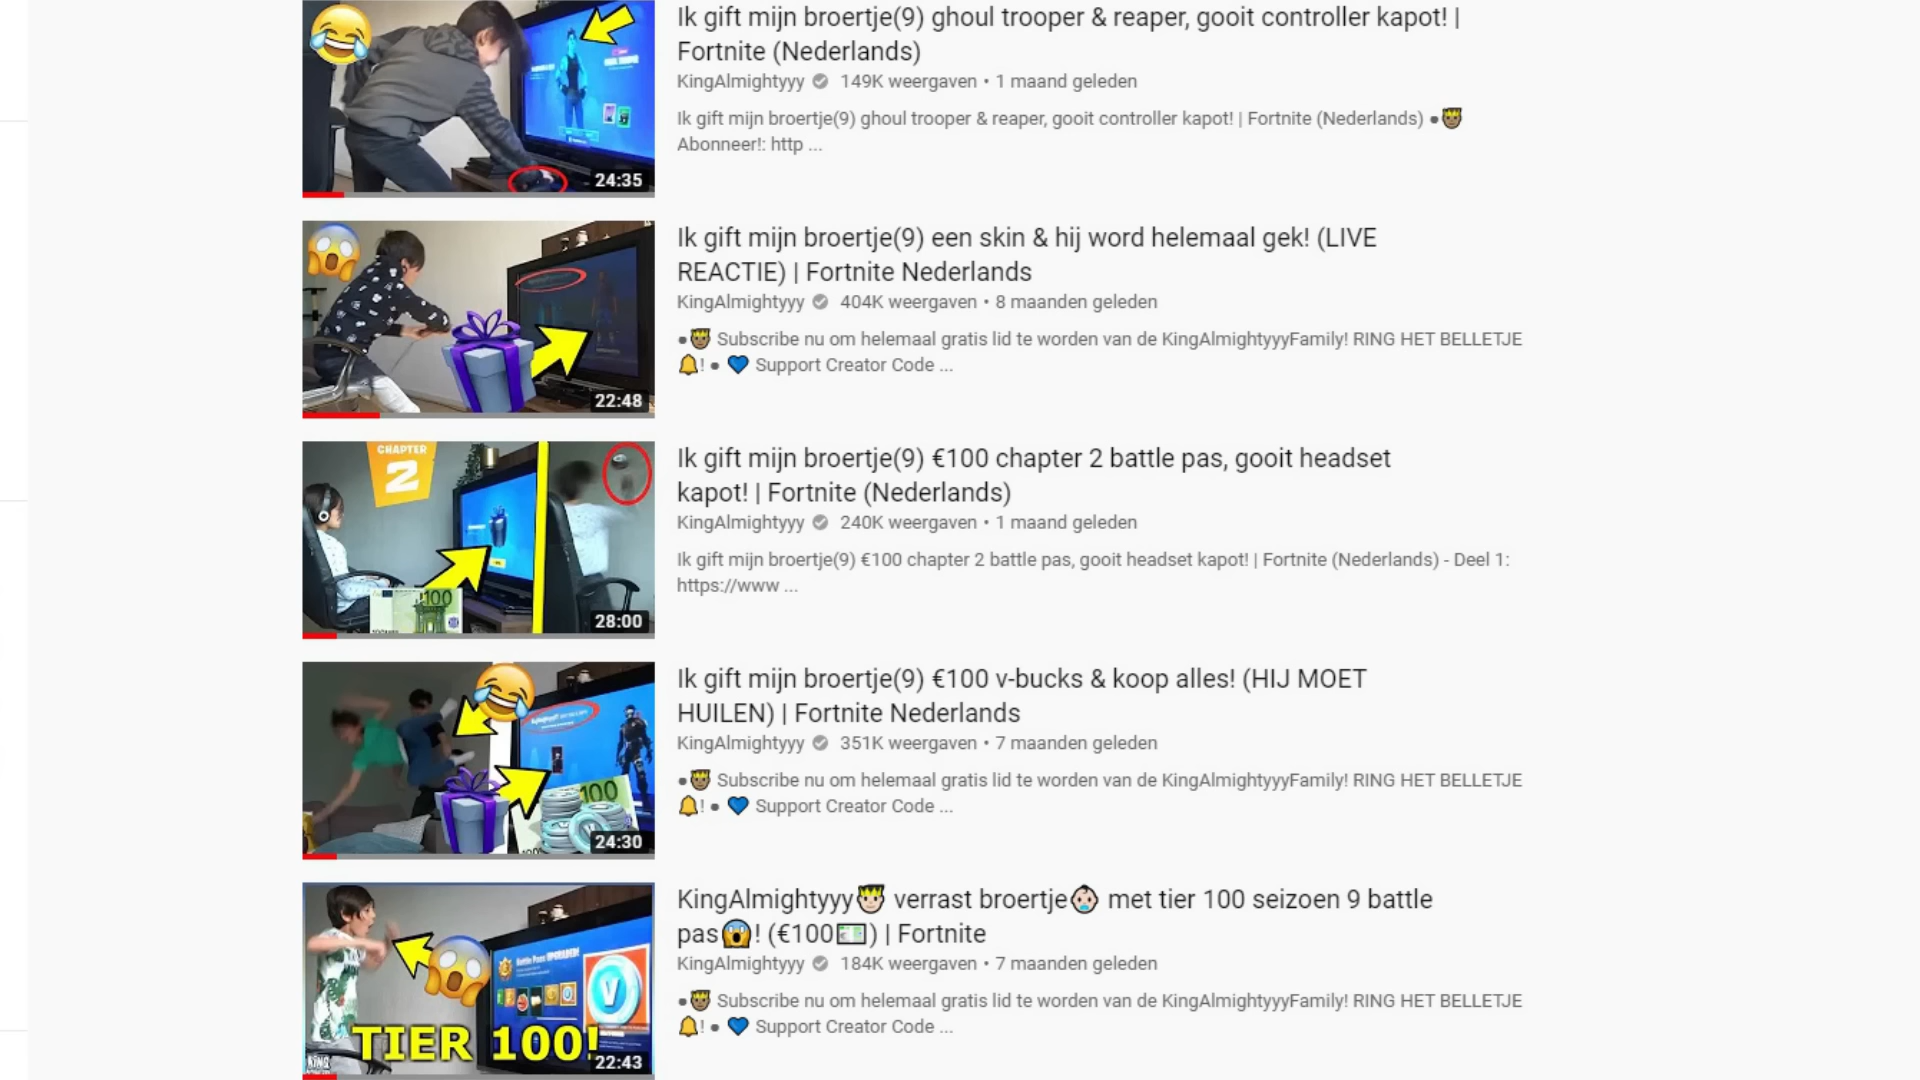 Ik gift mijn broertje(9) ghoul trooper & reaper, gooit controller kapot! |
Fortnite (Nederlands)
KingAlmightyyy 149K weergaven • 1 maand geleden
Ik gift mijn broertje(9) ghoul trooper & reaper, gooit controller kapot! | Fortnite (Nederlands) ●🤴
Abonneer!: http ...
24:35
Ik gift mijn broertje(9) een skin & hij word helemaal gek! (LIVE
REACTIE) | Fortnite Nederlands
KingAlmightyyy 404K weergaven • 8 maanden geleden
●🤴 Subscribe nu om helemaal gratis lid te worden van de KingAlmightyyyFamily! RING HET BELLETJE
🔔! ● 💙 Support Creator Code ...
22:48
CHAPTER
2
100
28:00
Ik gift mijn broertje(9) €100 chapter 2 battle pas, gooit headset
kapot! | Fortnite (Nederlands)
KingAlmightyyy 240K weergaven • 1 maand geleden
Ik gift mijn broertje(9) €100 chapter 2 battle pas, gooit headset kapot! | Fortnite (Nederlands) - Deel 1:
https://www ...
100
24:30
Ik gift mijn broertje(9) €100 v-bucks & koop alles! (HIJ MOET
HUILEN) | Fortnite Nederlands
KingAlmightyyy 351K weergaven • 7 maanden geleden
●🤴 Subscribe nu om helemaal gratis lid te worden van de KingAlmightyyyFamily! RING HET BELLETJE
🔔! ● 💙 Support Creator Code ...
Battle Pass UPGRADED!
V
TIER 100!
KING
22:43
KingAlmightyyy🤴 verrast broertje👶 met tier 100 seizoen 9 battle
pas😱! (€100💶) | Fortnite
KingAlmightyyy 184K weergaven • 7 maanden geleden
●🤴 Subscribe nu om helemaal gratis lid te worden van de KingAlmightyyyFamily! RING HET BELLETJE
🔔! ● 💙 Support Creator Code ...